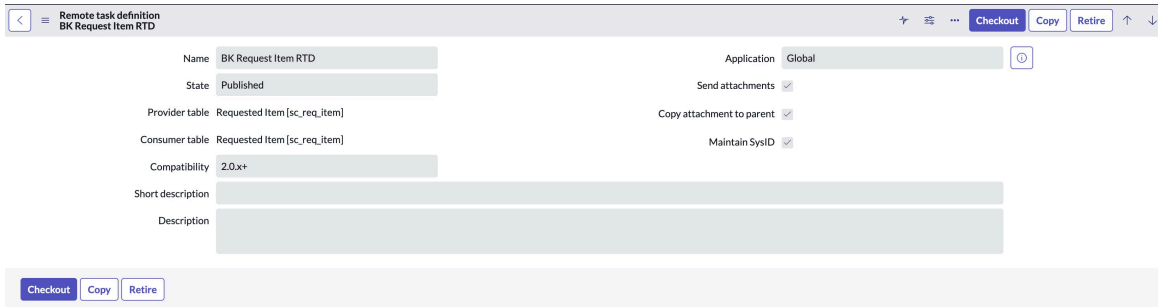 Remote task definition
BK Request Item RTD
Checkout Copy Retire
Name BK Request Item RTD Application Global
State Published Send attachments
Provider table Requested Item [sc_req_item] Copy attachment to parent
Consumer table Requested Item [sc_req_item] Maintain SysID
Compatibility 2.0.x+
Short description
Description
Checkout Copy Retire